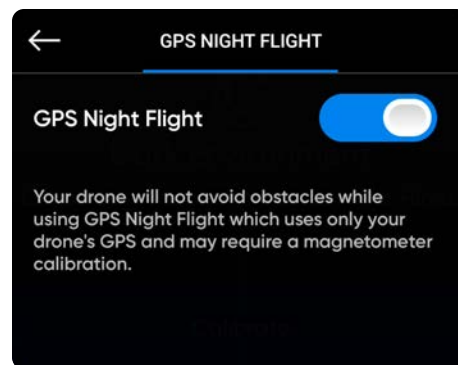 GPS NIGHT FLIGHT
GPS Night Flight
Your drone will not avoid obstacles while
using GPS Night Flight which uses only your
drone's GPS and may require a magnetometer
calibration.